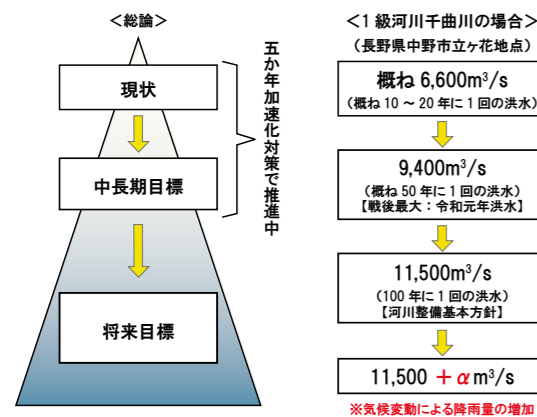 ＜総論＞
現状
中長期目標
将来目標
五か年加速化対策で推進中
＜1級河川千曲川の場合＞
（長野県中野市立ヶ花地点）
概ね 6,600m³/s
（概ね 10 ～ 20 年に 1 回の洪水）
9,400m³/s
（概ね 50 年に 1 回の洪水）
【戦後最大：令和元年洪水】
11,500m³/s
（100 年に 1 回の洪水）
【河川整備基本方針】
11,500 ＋α m³/s
※気候変動による降雨量の増加